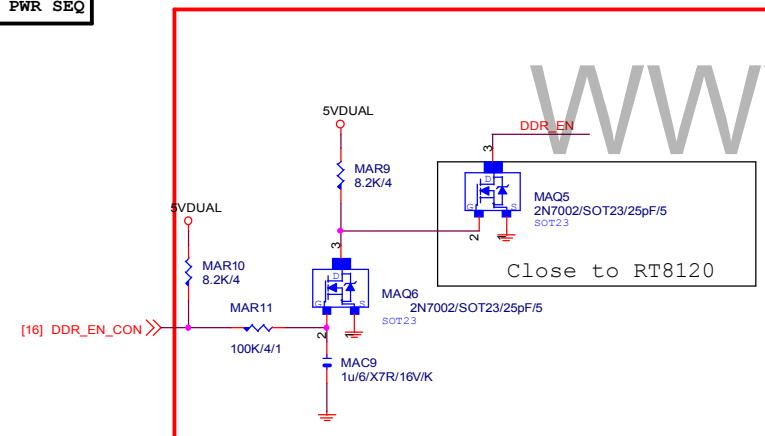 PWR SEQ
WW
5VDUAL
DDR_EN
3
MAR9
8.2K/4
D
G
S
MAQ5
2N7002/SOT23/25pF/5
SOT23
5VDUAL
2
1
3
Close to RT8120
MAR10
8.2K/4
D
G
S
MAQ6
2N7002/SOT23/25pF/5
SOT23
MAR11
[16] DDR_EN_CON
2
1
100K/4/1
MAC9
1u/6/X7R/16V/K